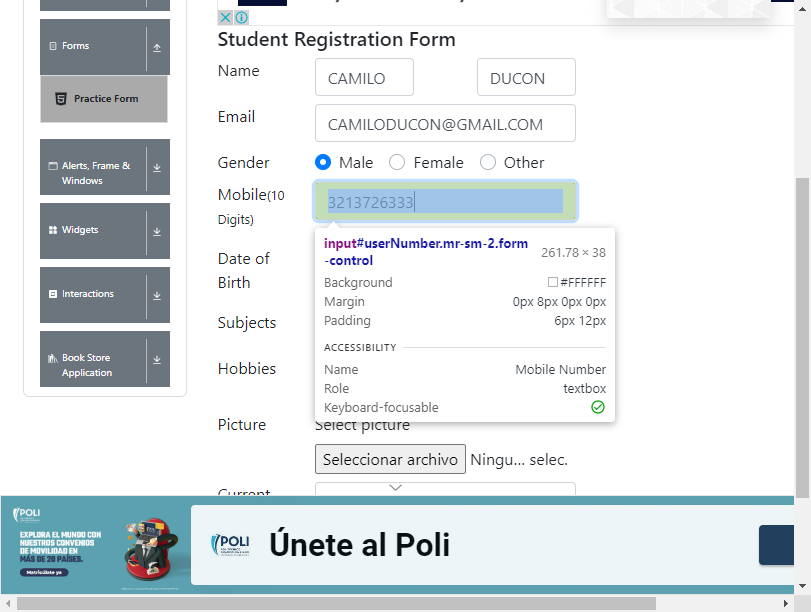 Student Registration Form
Forms
Practice Form
Alerts, Frame &
Windows
Widgets
Interactions
Book Store
Application
Name
CAMILO
DUCON
Email
CAMILODUCON@GMAIL.COM
Gender
Male
Female
Other
Mobile(10
Digits)
3213726333
input#userNumber.mr-sm-2.form
-control
261.78 × 38
Background
#FFFFFF
Margin
0px 8px 0px 0px
Padding
6px 12px
ACCESSIBILITY
Name
Mobile Number
Role
textbox
Keyboard-focusable
Date of
Birth
Subjects
Hobbies
Picture
Select picture
Seleccionar archivo
Ningu... selec.
Current
POLI
EXPLORA EL MUNDO CON
NUESTROS CONVENIOS
DE MOVILIDAD EN
MÁS DE 20 PAÍSES.
Matricúlate ya
POLI
Únete al Poli